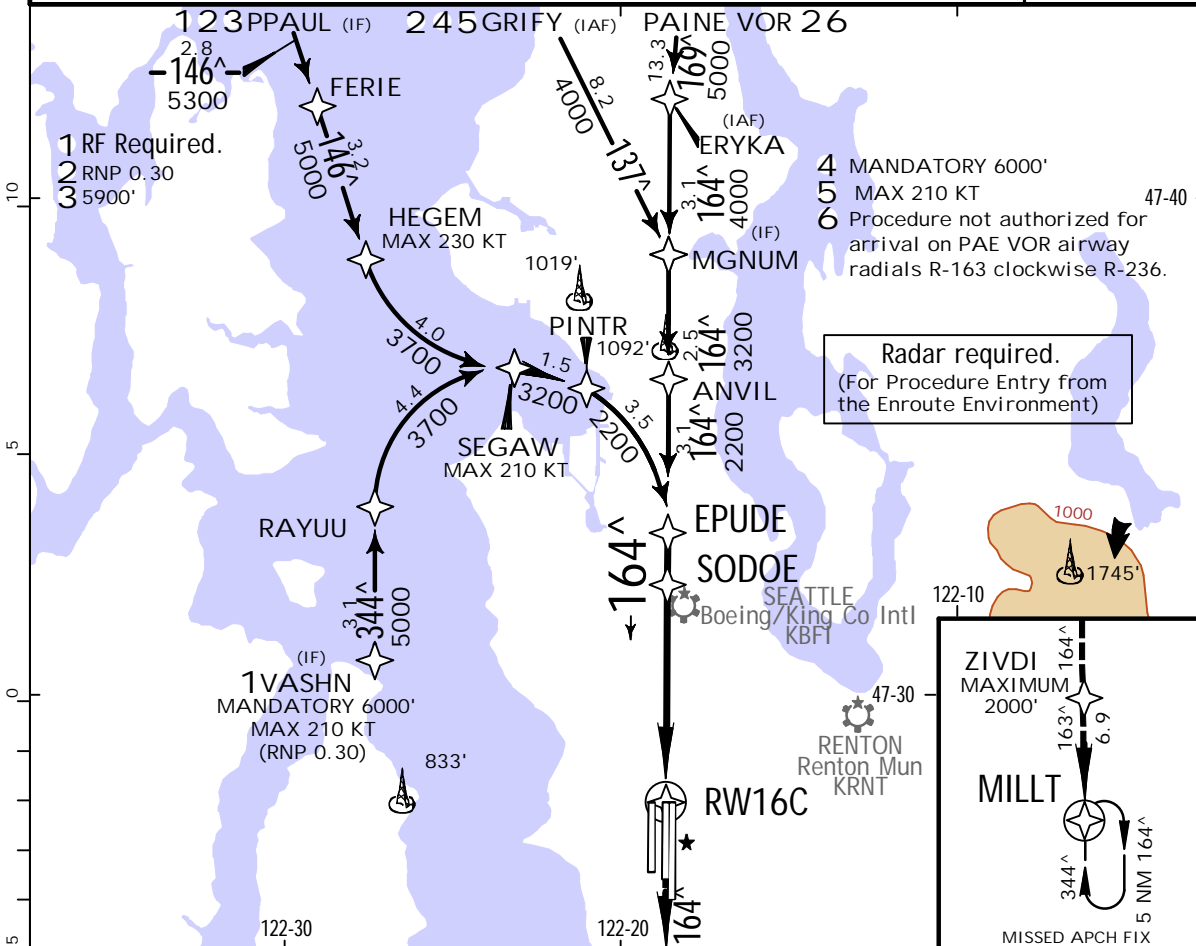 123PPAUL (IF)
245GRIFY (IAF)
PAINE VOR 26
2.8
146^
5300
FERIE
1 RF Required.
2 RNP 0.30
3 5900'
3.2
146^
5000
8.2
4000
137^
13.3
169^
5000
(IAF)
ERYKA
3.1
164^
4000
4 MANDATORY 6000'
5 MAX 210 KT
6 Procedure not authorized for
arrival on PAE VOR airway
radials R-163 clockwise R-236.
47-40
10
HEGEM
MAX 230 KT
(IF)
MGNUM
1019'
PINTR
1092'
2.5
164^
3200
4.0
3700
1.5
3200
Radar required.
(For Procedure Entry from
the Enroute Environment)
ANVIL
4.4
3700
3.5
2200
3.1
164^
2200
SEGAW
MAX 210 KT
5
RAYUU
EPUDE
164^
SODOE
SEATTLE
Boeing/King Co Intl
KBFI
1000
1745'
122-10
3.1
344^
5000
(IF)
1VASHN
MANDATORY 6000'
MAX 210 KT
(RNP 0.30)
0
47-30
833'
RENTON
Renton Mun
KRNT
RW16C
164^
164^
ZIVDI
MAXIMUM
2000'
163^
6.9
MILLT
344^
5 NM 164^
MISSED APCH FIX
5
122-30
122-20